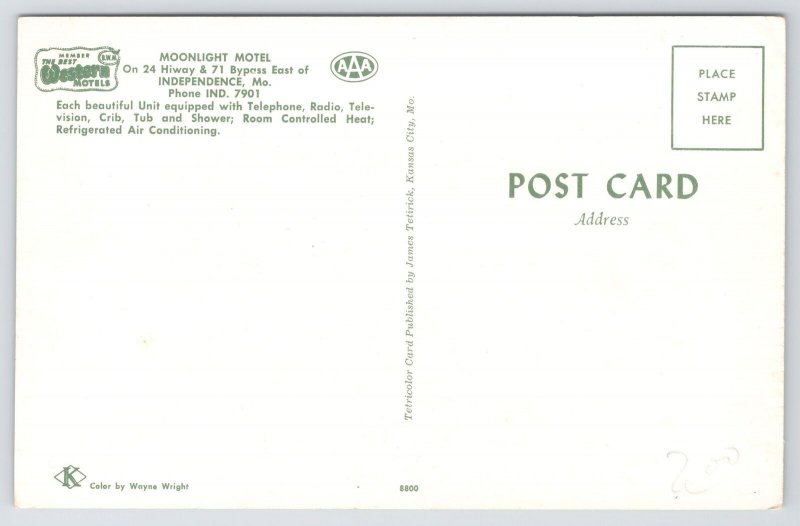 MEMBER
B.W.M.
THE BEST
Western
MOTELS
MOONLIGHT MOTEL
On 24 Hiway & 71 Bypass East of
INDEPENDENCE, Mo.
Phone IND. 7901
AAA
Each beautiful Unit equipped with Telephone, Radio, Tele-
vision, Crib, Tub and Shower; Room Controlled Heat;
Refrigerated Air Conditioning.
Tetricolor Card Published by James Tetirick, Kansas City, Mo.
PLACE
STAMP
HERE
POST CARD
Address
K
Color by Wayne Wright
8800
200